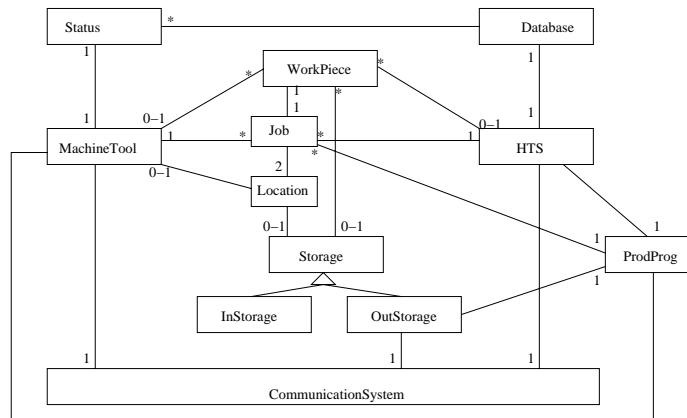 Status * Database
1 1
WorkPiece
* *
1 *
1 0−1 1 1 0−1
1 * Job * 1
MachineTool * HTS
2
0−1 Location
0−1 0−1 1
Storage 1 ProdProg
1
InStorage OutStorage
1 1 1
CommunicationSystem